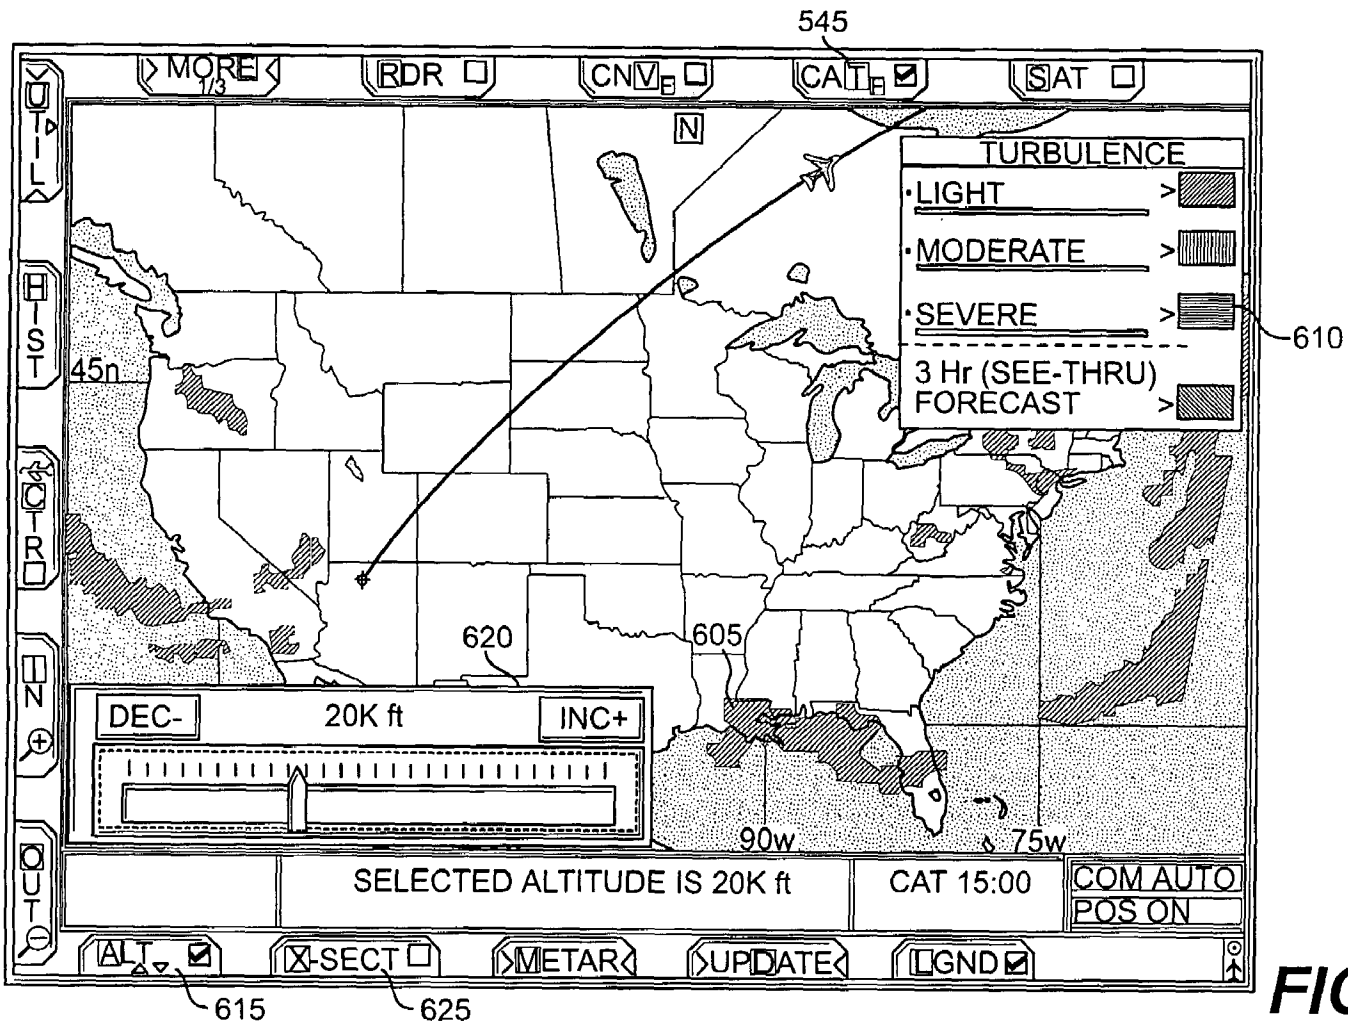 545
MORE
1/3
RDR
CNVF
CATF
SAT
UTIL
N
TURBULENCE
LIGHT
MODERATE
SEVERE
610
3 Hr (SEE-THRU)
FORECAST
HIST
45n
CTR
IN
620
605
DEC-
20K ft
INC+
90w
75w
OUT
SELECTED ALTITUDE IS 20K ft
CAT 15:00
COM AUTO
POS ON
ALT
X-SECT
METAR
UPDATE
LGND
615
625
FIG